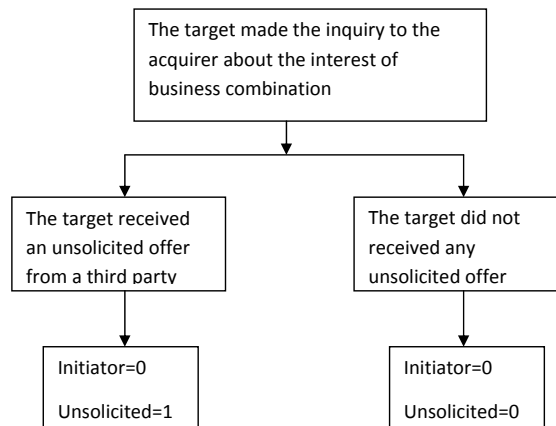 The target made the inquiry to the
acquirer about the interest of
business combination
The target received
an unsolicited offer
from a third party
The target did not
received any
unsolicited offer
Initiator=0
Unsolicited=1
Initiator=0
Unsolicited=0